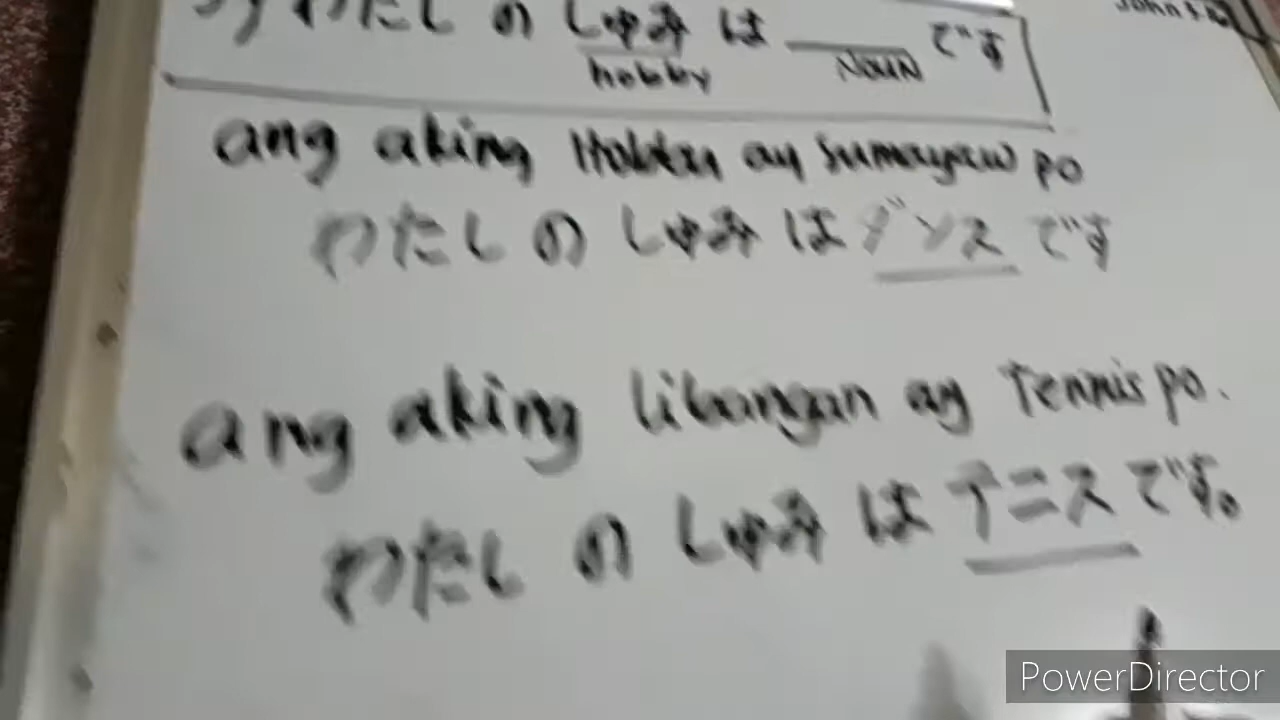 わたし の しゅみ は ____ です
hobby NOUN
ang aking Hobby ay sumayaw po
わたし の しゅみ は ダンス です
ang aking libangan ay Tennis po.
わたし の しゅみ は テニス です。
PowerDirector